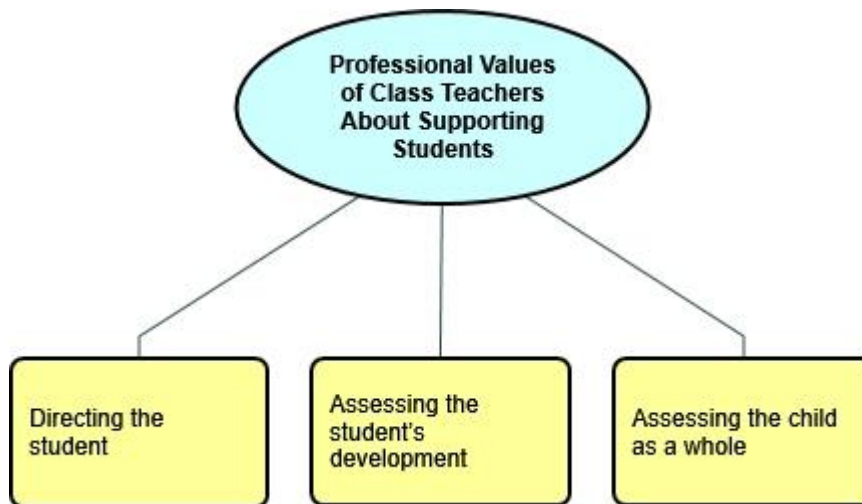 Professional Values
of Class Teachers
About Supporting
Students
Directing the
student
Assessing the
student's
development
Assessing the child
as a whole